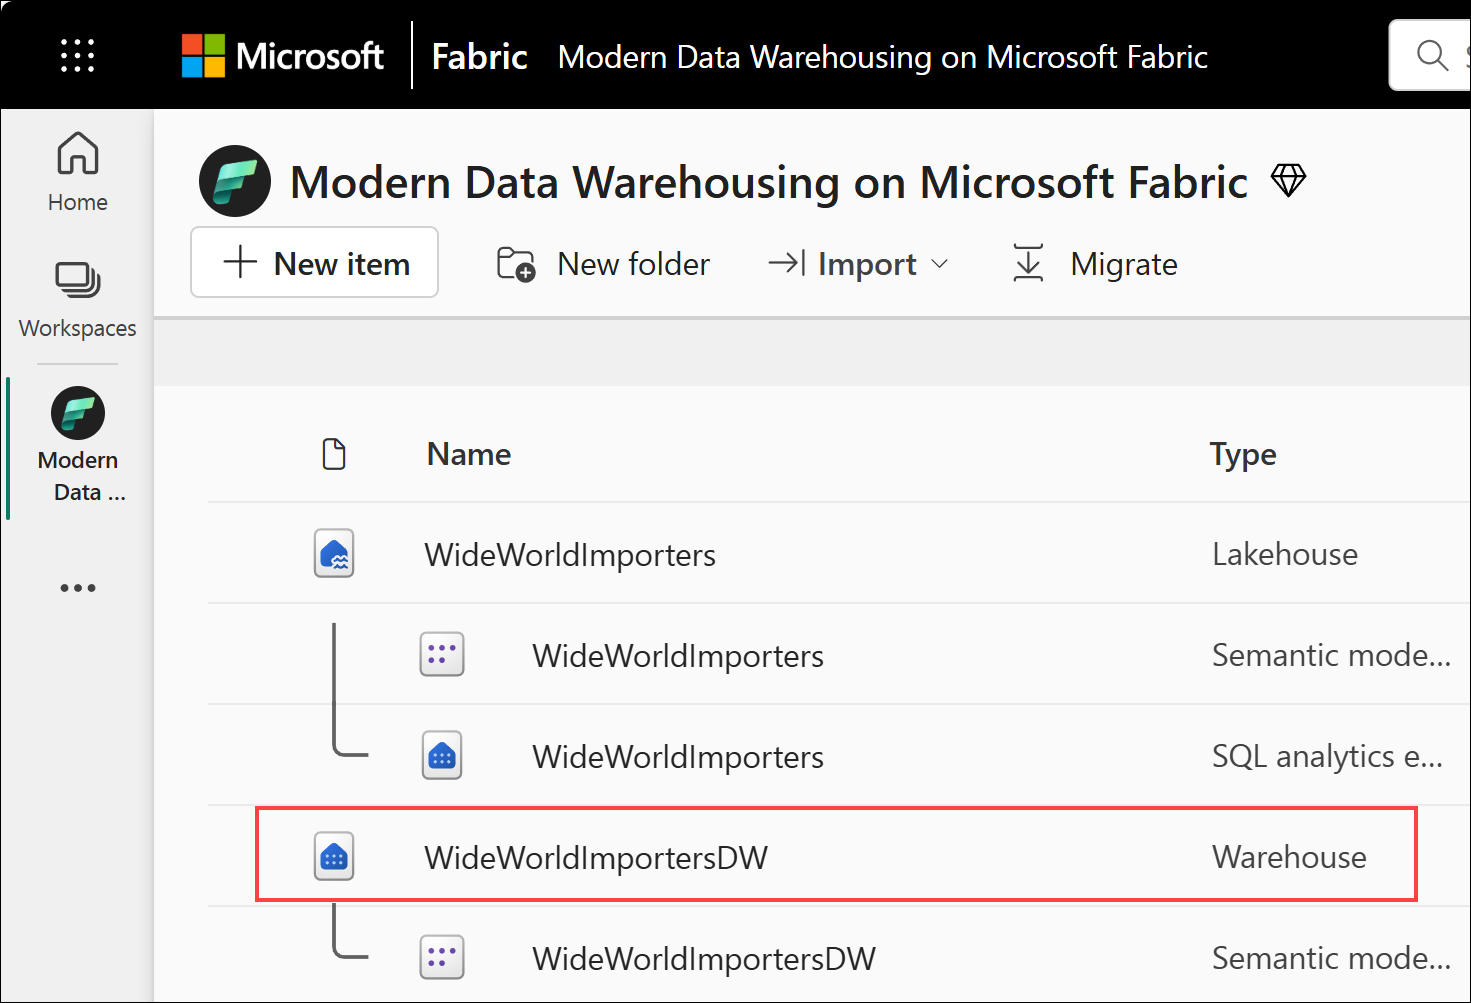 Microsoft Fabric Modern Data Warehousing on Microsoft Fabric
Home
Workspaces
Modern
Data ...
Modern Data Warehousing on Microsoft Fabric
New item New folder Import Migrate
Name Type
WideWorldImporters Lakehouse
WideWorldImporters Semantic mode...
WideWorldImporters SQL analytics e...
WideWorldImportersDW Warehouse
WideWorldImportersDW Semantic mode...